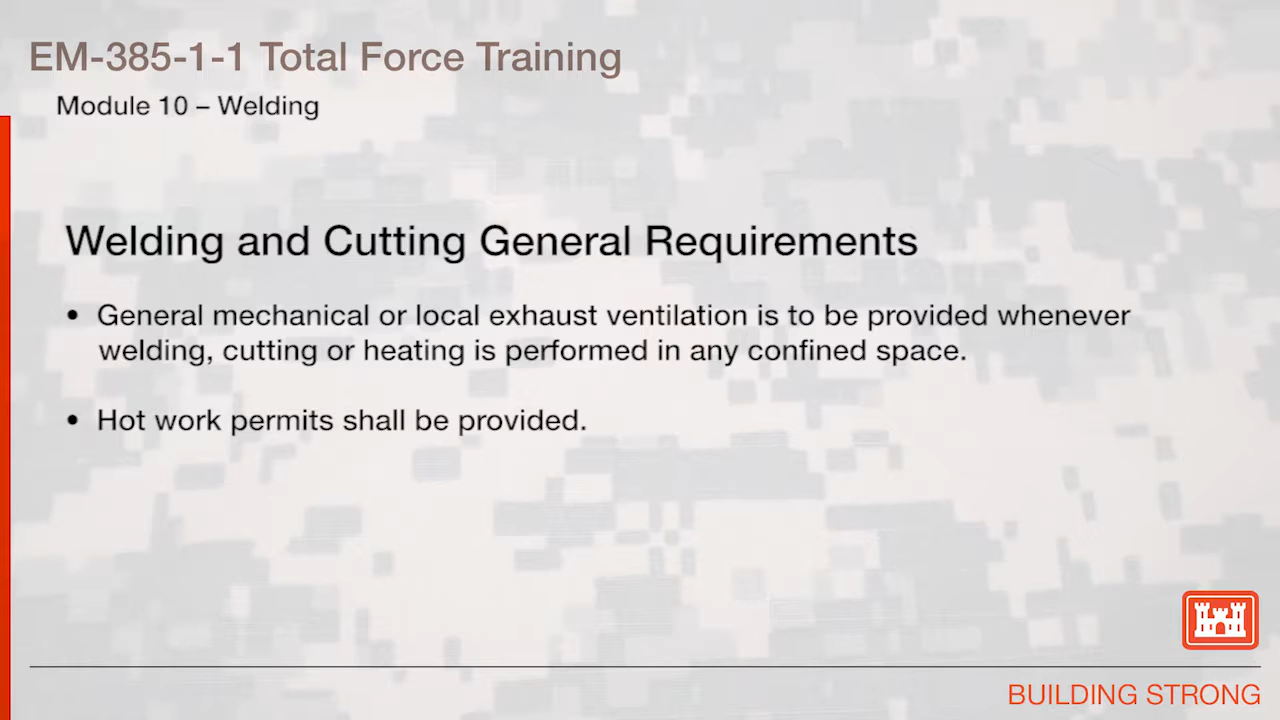 EM-385-1-1 Total Force Training
Module 10 – Welding
Welding and Cutting General Requirements
• General mechanical or local exhaust ventilation is to be provided whenever
welding, cutting or heating is performed in any confined space.
• Hot work permits shall be provided.
BUILDING STRONG